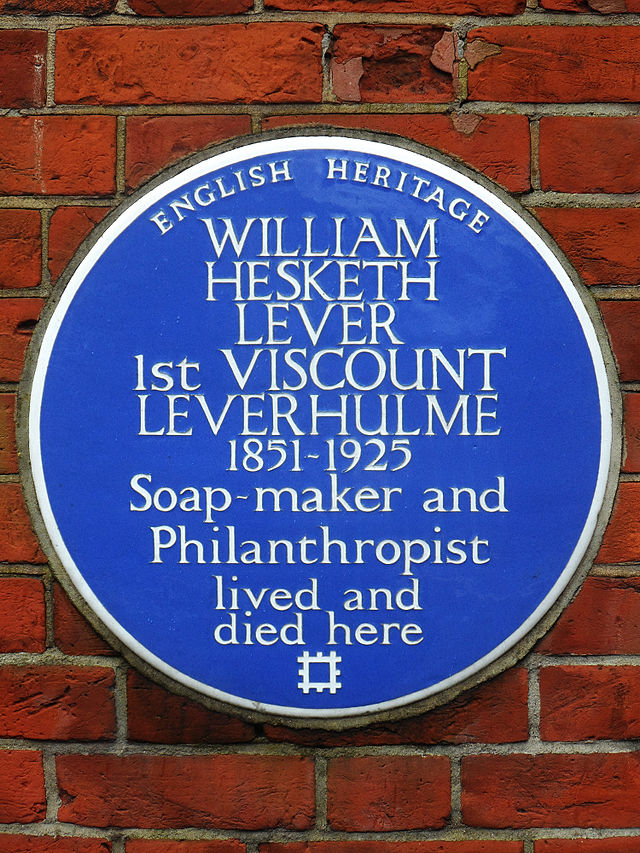 ENGLISH HERITAGE
WILLIAM
HESKETH
LEVER
1st VISCOUNT
LEVERHULME
1851-1925
Soap-maker and
Philanthropist
lived and
died here